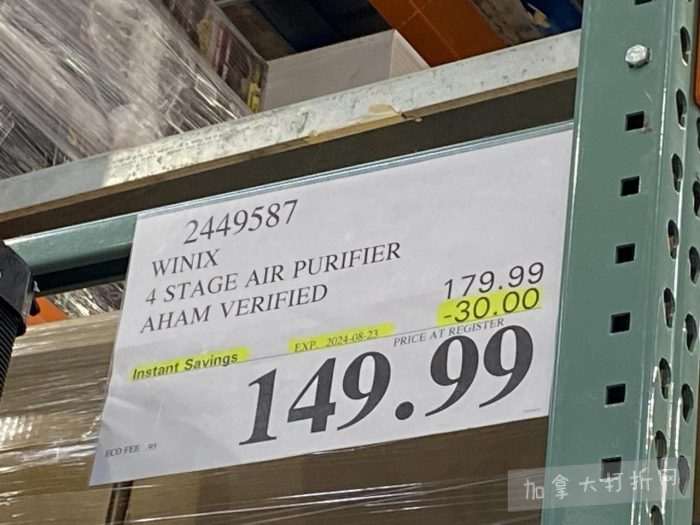 2449587
WINIX
4 STAGE AIR PURIFIER
AHAM VERIFIED
179.99
-30.00
Instant Savings
EXP. 2024-08-23
PRICE AT REGISTER
149.99
ECO FEE .95
加拿大打折网